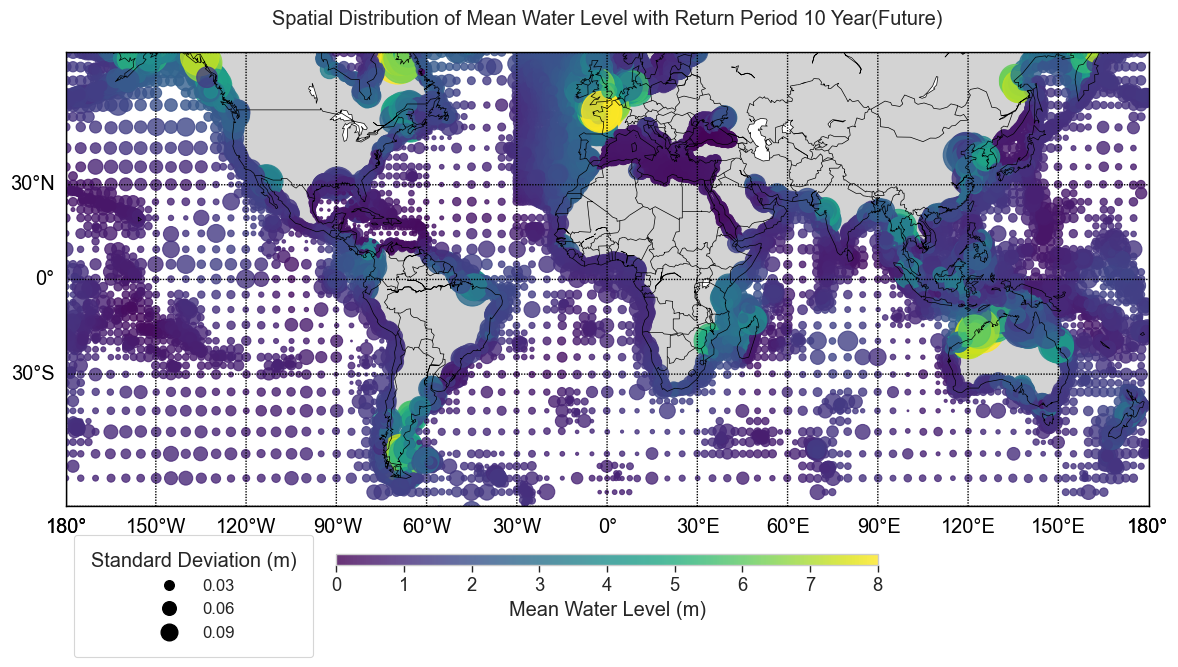 Spatial Distribution of Mean Water Level with Return Period 10 Year(Future)
30°N
0°
30°S
180° 150°W 120°W 90°W 60°W 30°W 0° 30°E 60°E 90°E 120°E 150°E 180°
Standard Deviation (m)
0.03
0.06
0.09
0 1 2 3 4 5 6 7 8
Mean Water Level (m)